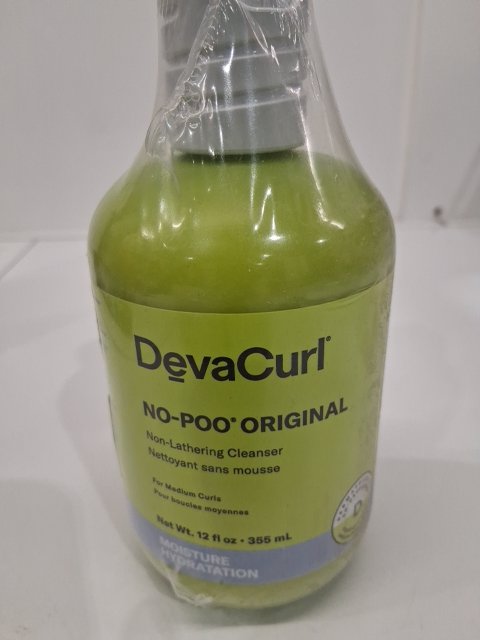 DevaCurl®
NO-POO® ORIGINAL
Non-Lathering Cleanser
Nettoyant sans mousse
For Medium Curls
Pour boucles moyennes
Net Wt. 12 fl oz • 355 mL
MOISTURE
HYDRATATION